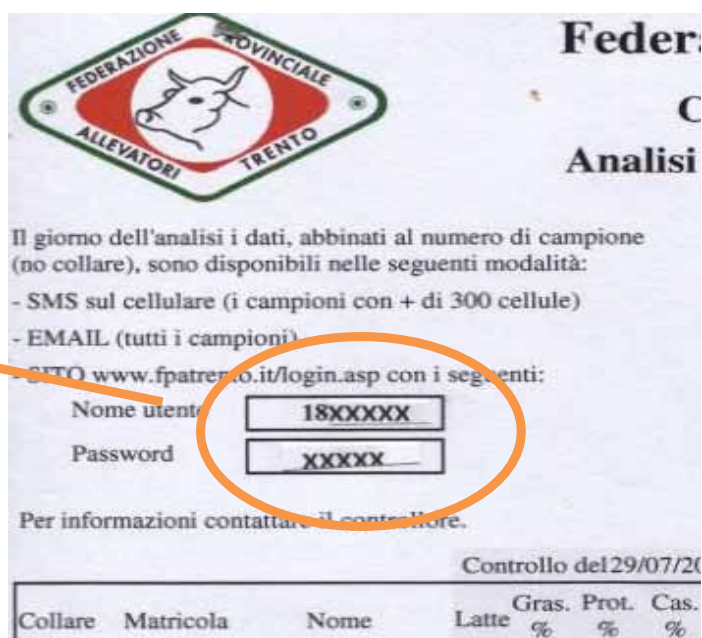 FEDERAZIONE PROVINCIALE
ALLEVATORI TRENTO
Federa
C
Analisi
Il giorno dell'analisi i dati, abbinati al numero di campione
(no collare), sono disponibili nelle seguenti modalità:
- SMS sul cellulare (i campioni con + di 300 cellule)
- EMAIL (tutti i campioni)
- SITO www.fpatrento.it/login.asp con i seguenti:
Nome utente 18XXXXX
Password XXXXX
Per informazioni contattare il controllore.
Controllo del 29/07/20
Collare Matricola Nome Latte Gras. % Prot. % Cas. %